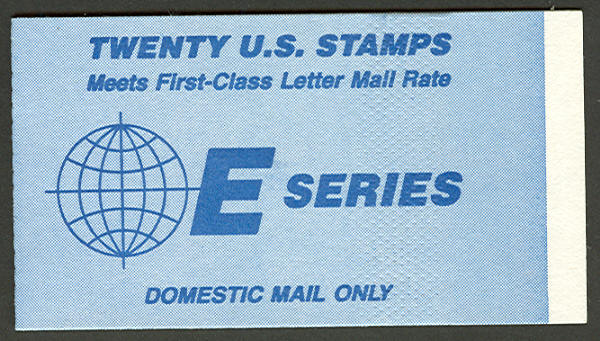 TWENTY U.S. STAMPS
Meets First-Class Letter Mail Rate
E SERIES
DOMESTIC MAIL ONLY